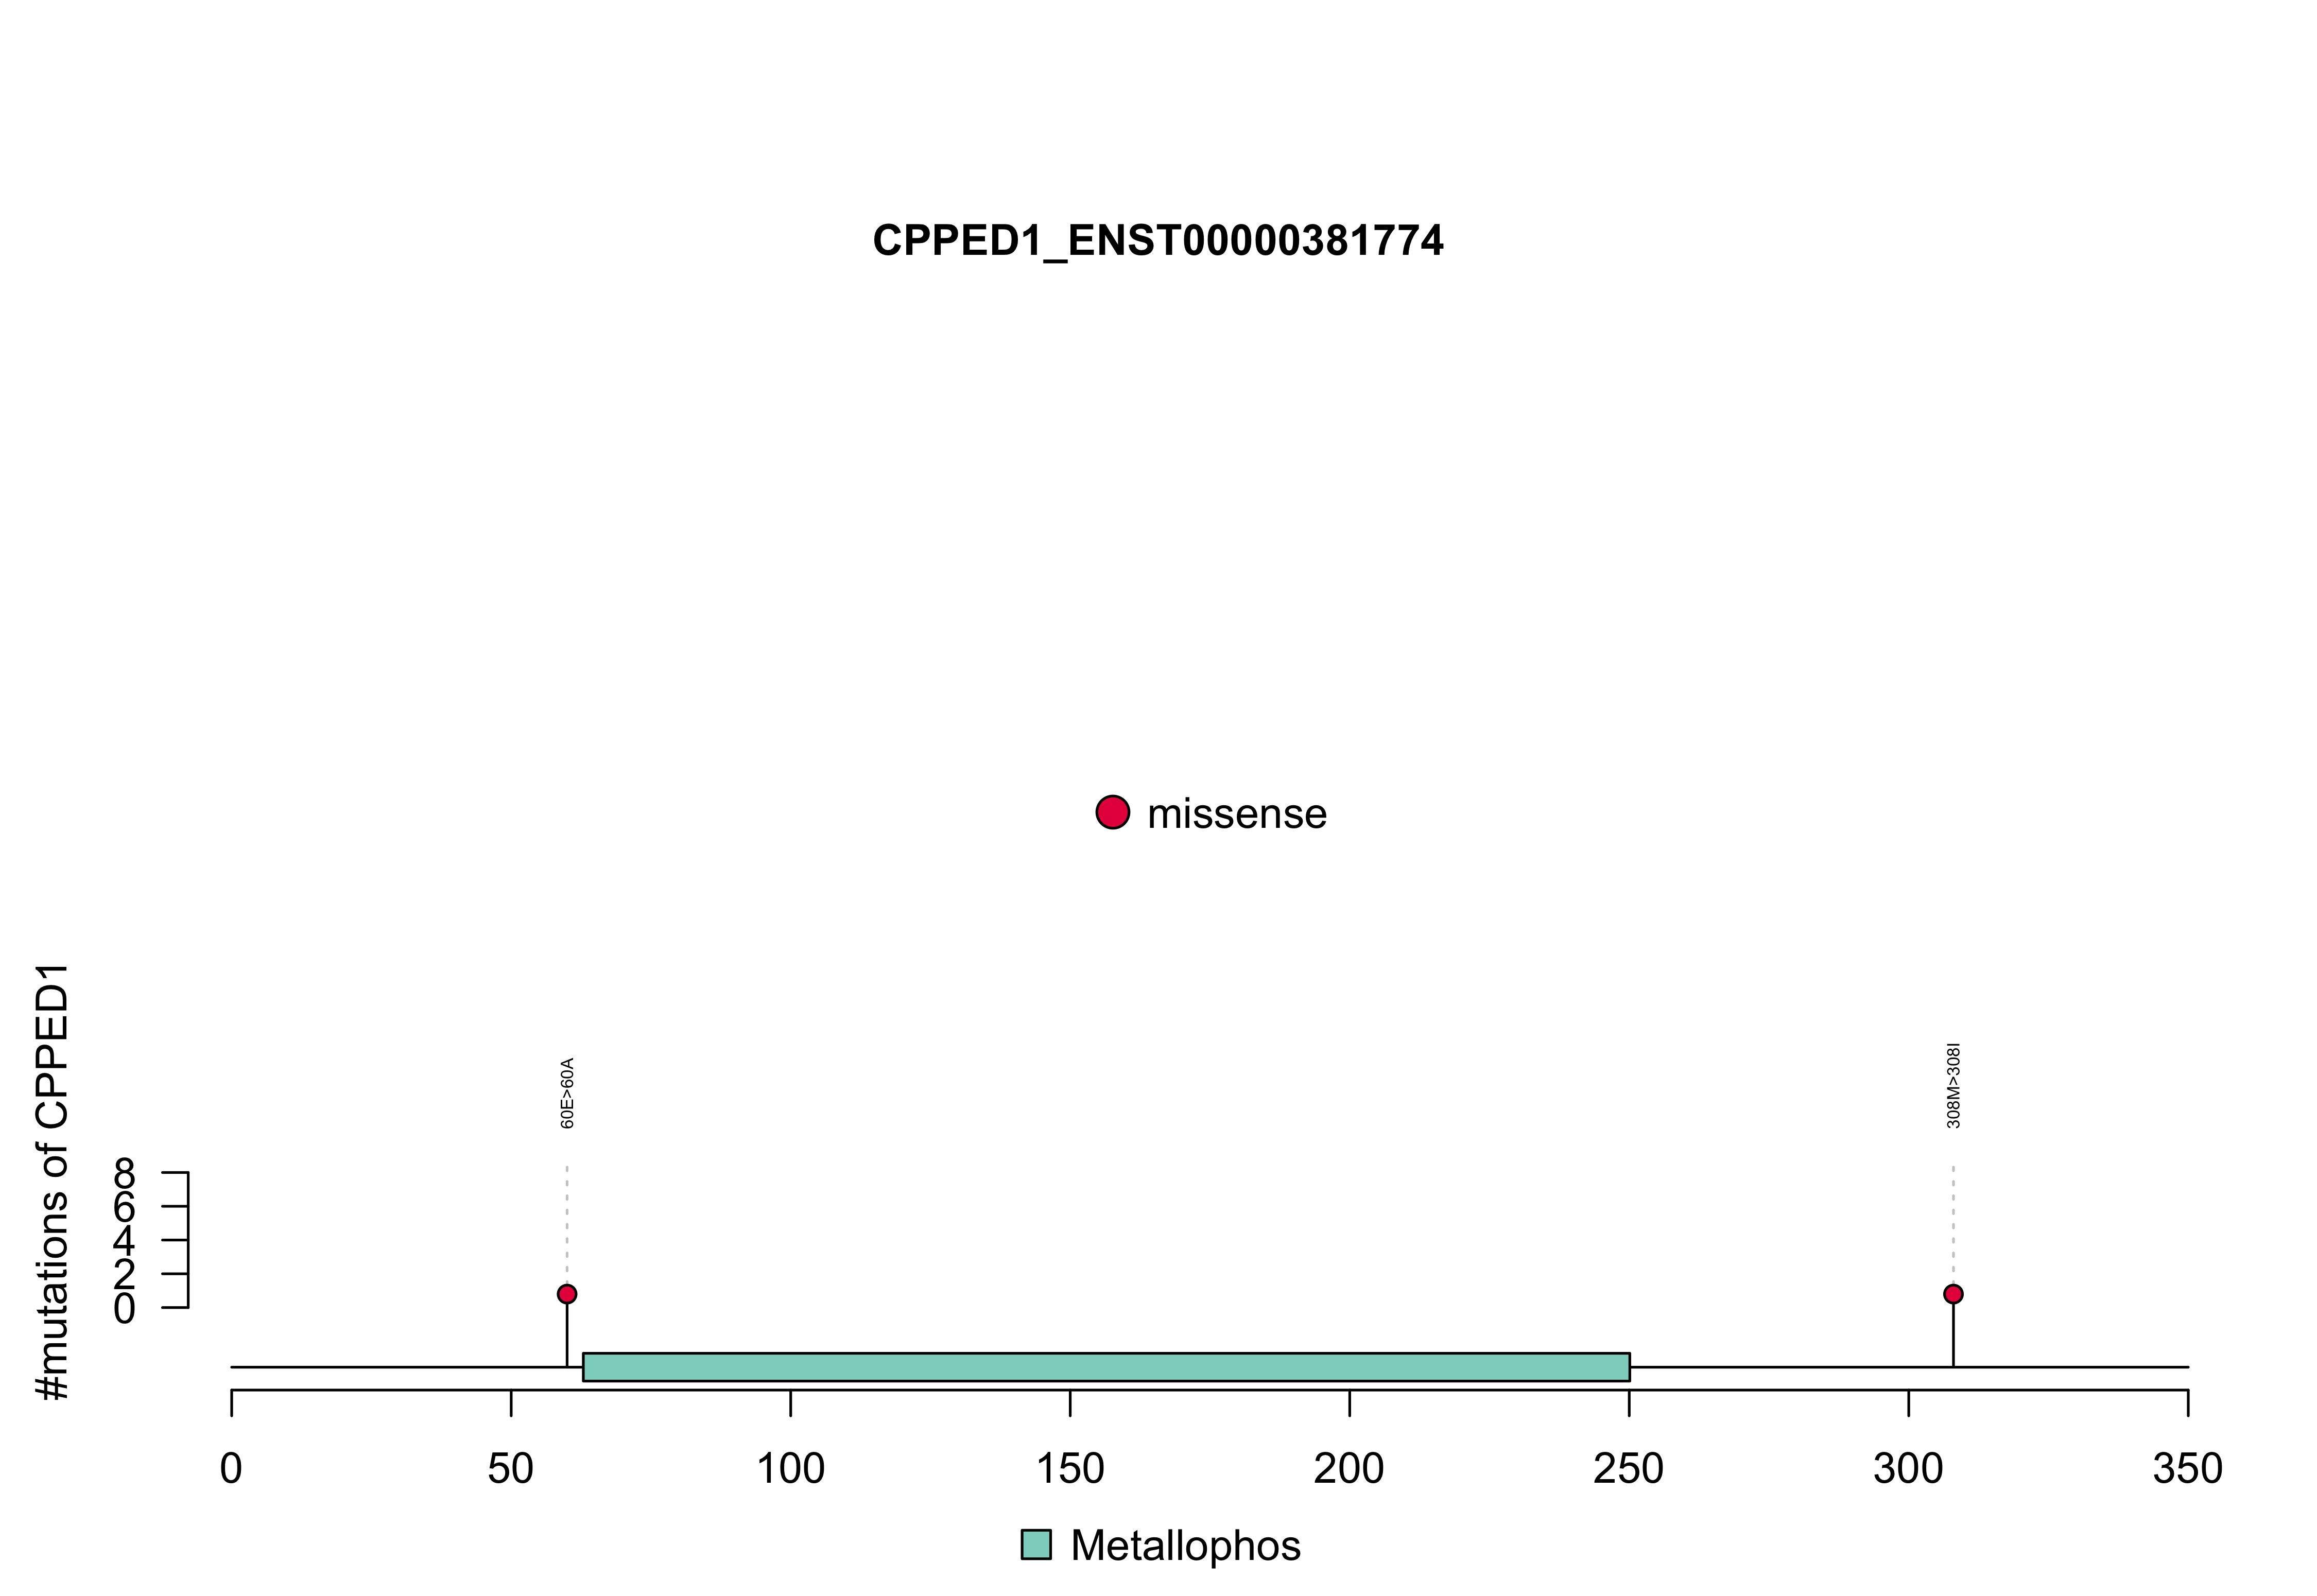 CPPED1_ENST00000381774
missense
#mutations of CPPED1
60E>60A
308M>308I
8
6
4
2
0
0 50 100 150 200 250 300 350
Metallophos